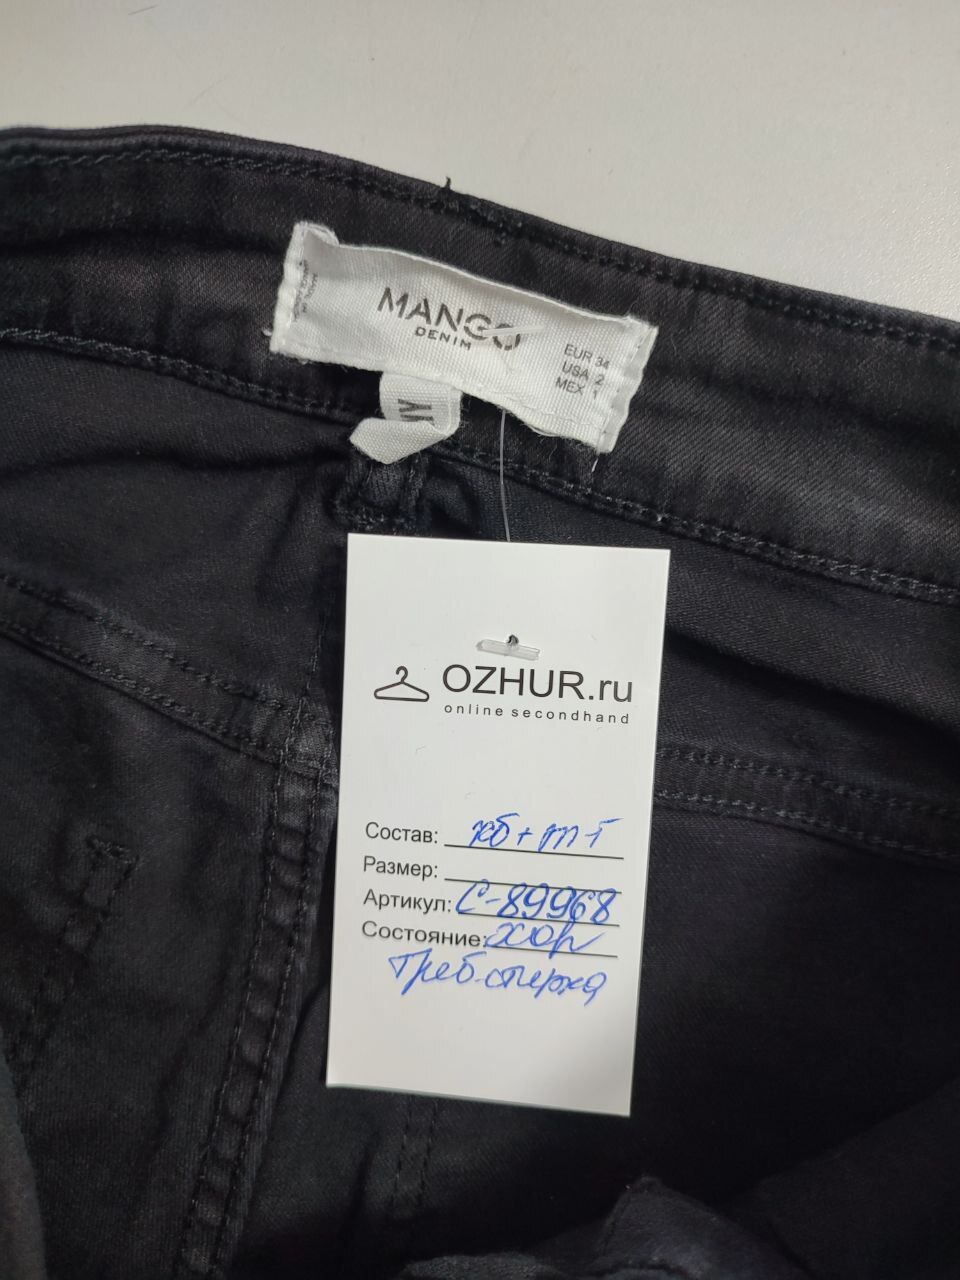 MANGO
DENIM
EUR 34
USA 2
MEX 1
OZHUR.ru
online secondhand
Состав: хб + п-т
Размер:
Артикул: С-89968
Состояние: хор
Треб. стирка